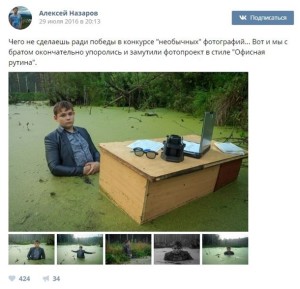 Алексей Назаров
29 июля 2016 в 20:13
Подписаться
Чего не сделаешь ради победы в конкурсе "необычных" фотографий... Вот и мы с
братом окончательно упоролись и замутили фотопроект в стиле "Офисная
рутина".
424
34